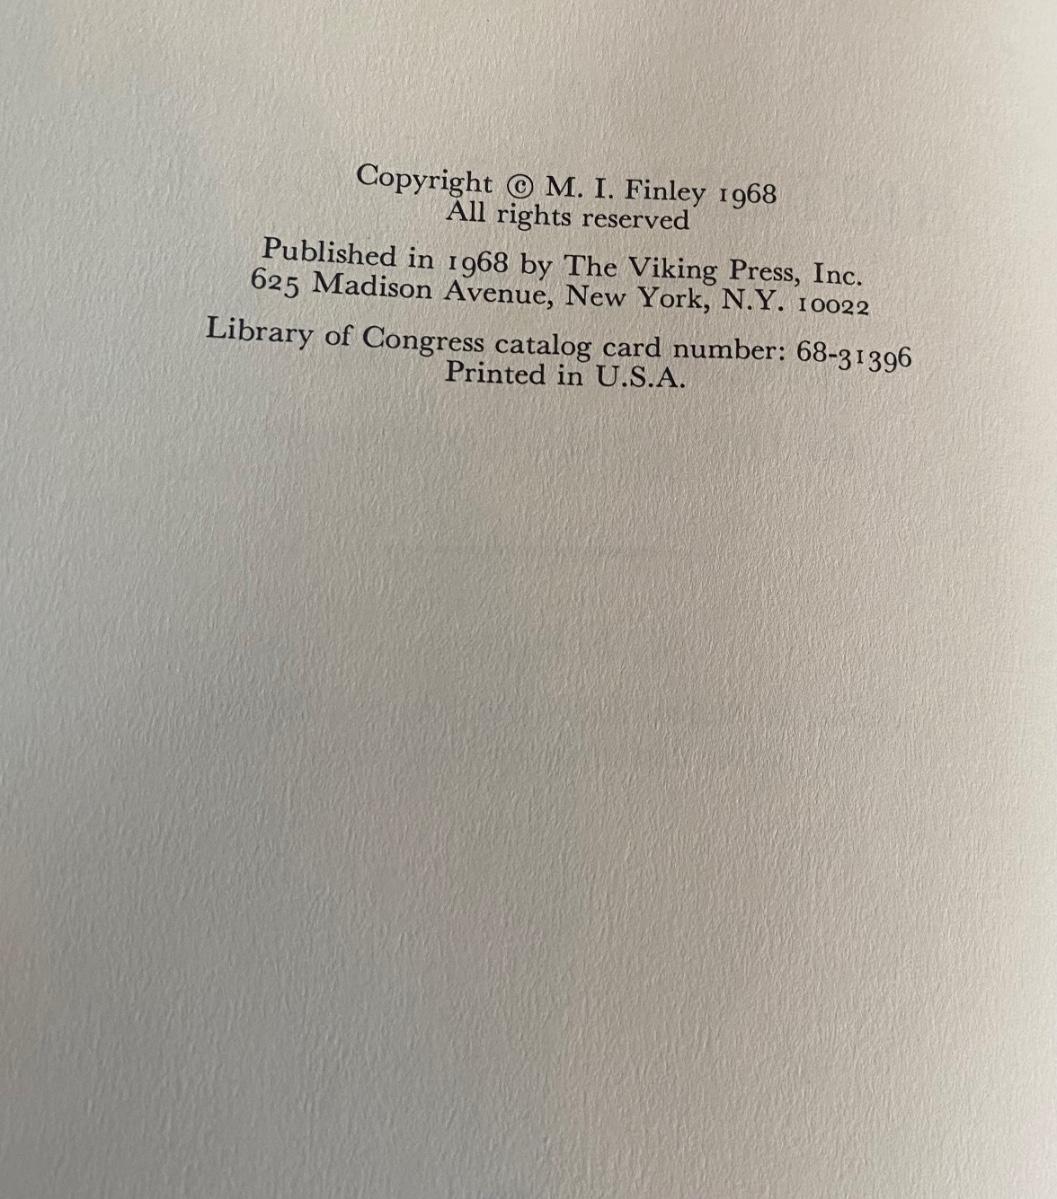 Copyright © M. I. Finley 1968
All rights reserved
Published in 1968 by The Viking Press, Inc.
625 Madison Avenue, New York, N.Y. 10022
Library of Congress catalog card number: 68-31396
Printed in U.S.A.